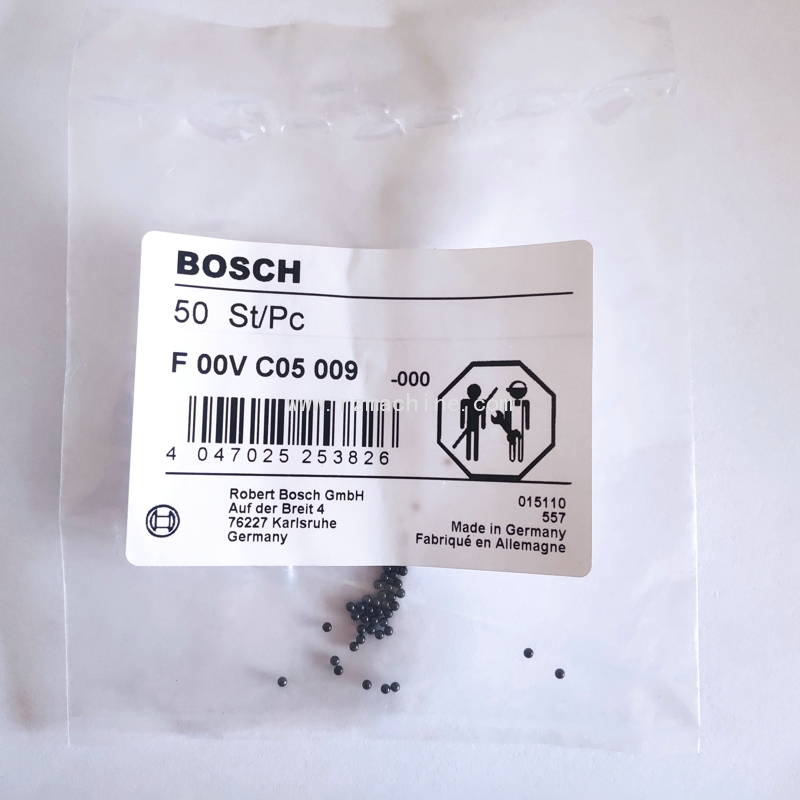 BOSCH
50 St/Pc
F 00V C05 009 -000
4 047025 253826
Robert Bosch GmbH
Auf der Breit 4
76227 Karlsruhe
Germany
015110
557
Made in Germany
Fabriqué en Allemagne